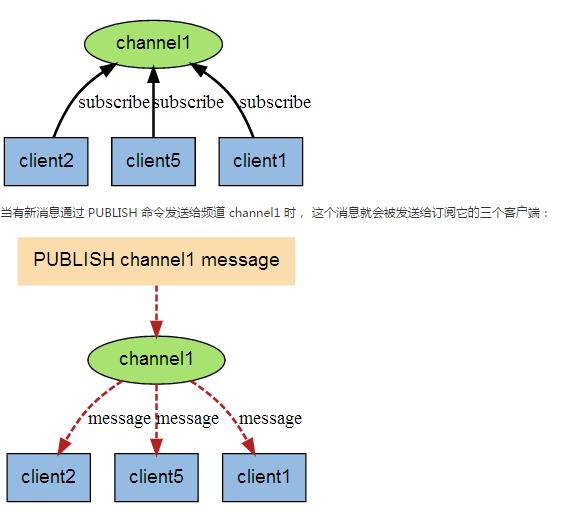 channel1
subscribe subscribe subscribe
client2 client5 client1
当有新消息通过 PUBLISH 命令发送给频道 channel1 时， 这个消息就会被发送给订阅它的三个客户端：
PUBLISH channel1 message
channel1
message message message
client2 client5 client1